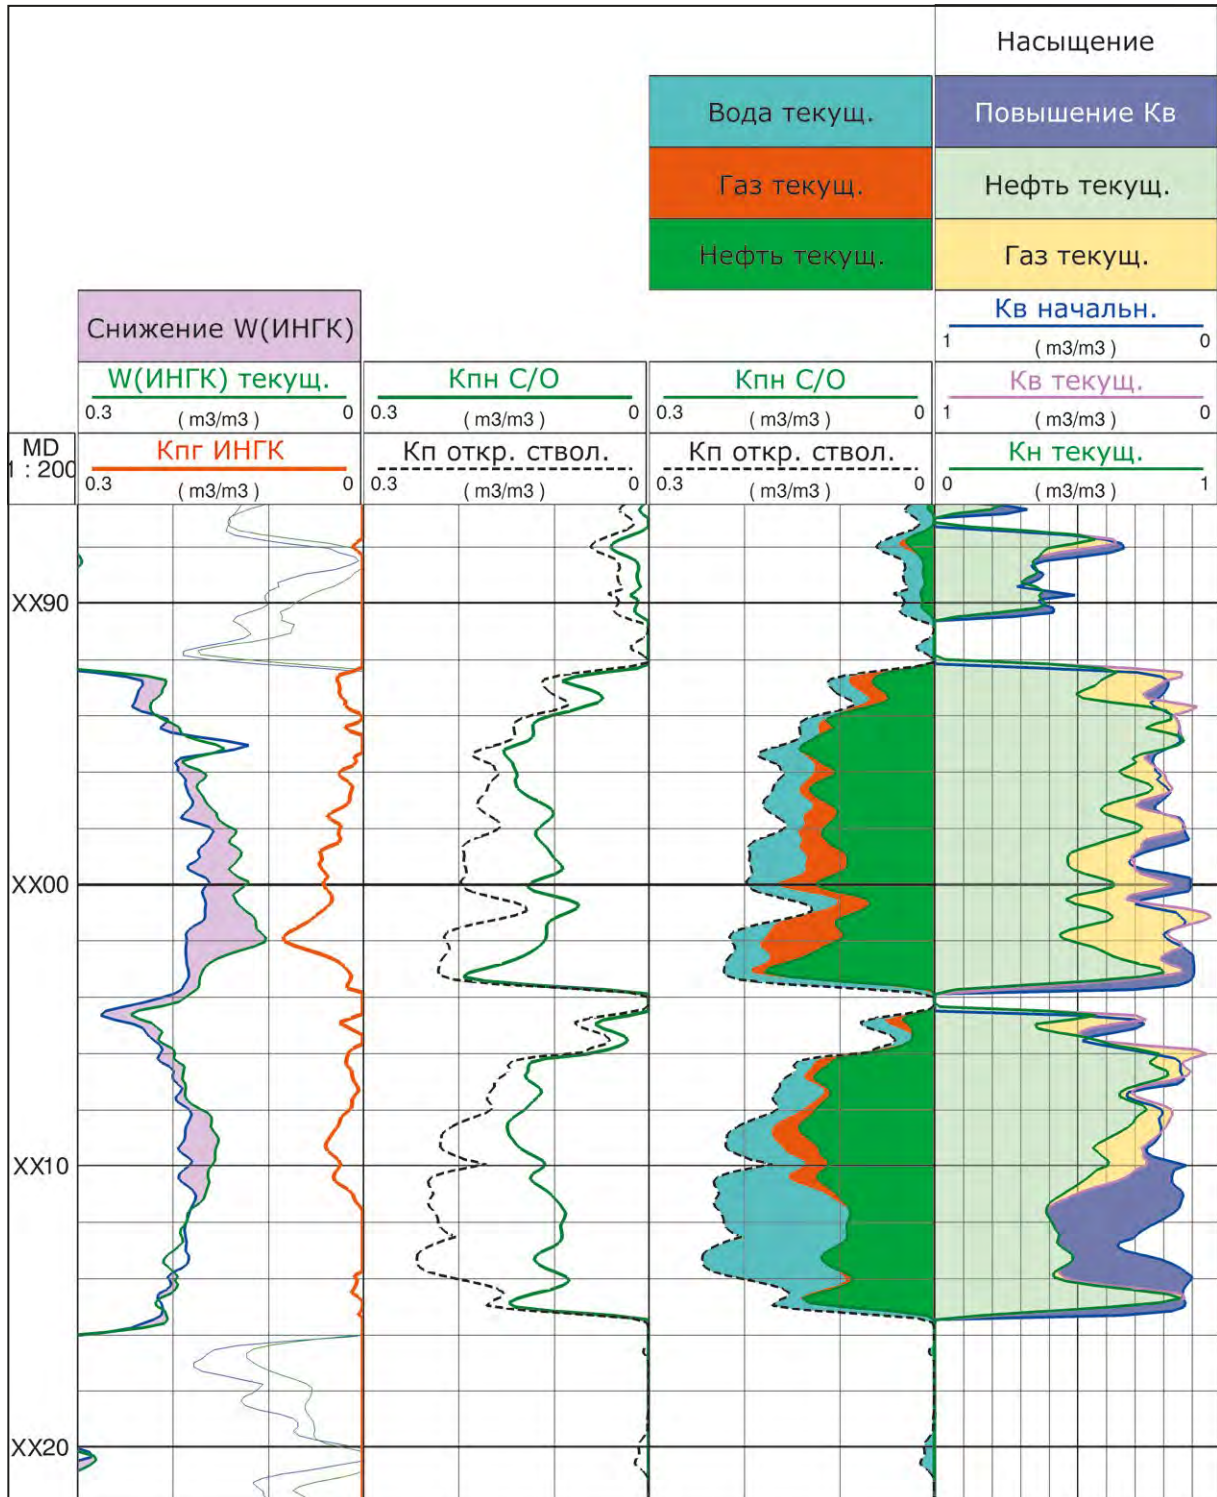 Насыщение
Вода текущ.
Повышение Кв
Газ текущ.
Нефть текущ.
Нефть текущ.
Газ текущ.
Снижение W(ИНГК)
Кв начальн.
1 (m3/m3) 0
W(ИНГК) текущ.
0.3 (m3/m3) 0
Кпн С/О
0.3 (m3/m3) 0
Кпн С/О
0.3 (m3/m3) 0
Кв текущ.
1 (m3/m3) 0
MD
1 : 200
Кпг ИНГК
0.3 (m3/m3) 0
Кп откр. ствол.
0.3 (m3/m3) 0
Кп откр. ствол.
0.3 (m3/m3) 0
Кн текущ.
0 (m3/m3) 1
XX90
XX00
XX10
XX20